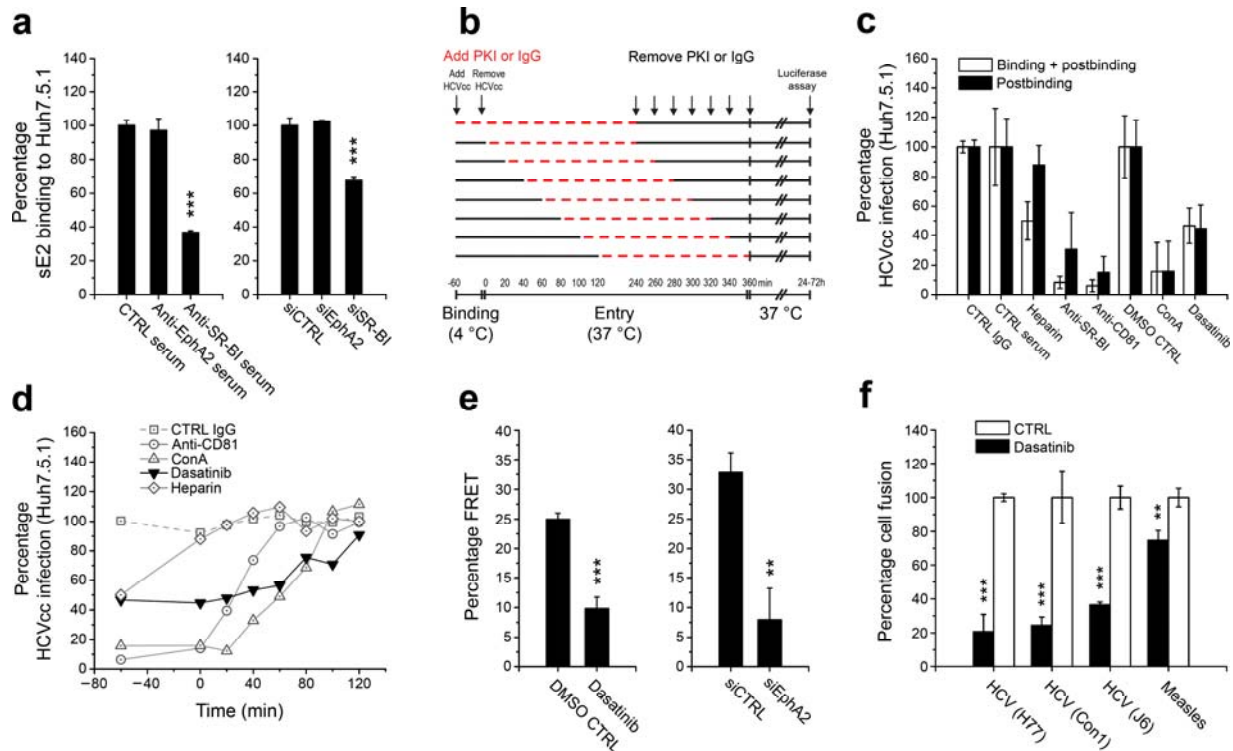 a
Percentage
sE2 binding to Huh7.5.1
140
120
100
80
60
40
20
0
***
CTRL serum
Anti-EphA2 serum
Anti-SR-BI serum
140
120
100
80
60
40
20
0
***
siCTRL
siEphA2
siSR-BI
b
Add PKI or IgG
Remove PKI or IgG
Add
HCVcc
Remove
HCVcc
Luciferase
assay
-60 0 20 40 60 80 100 120 240 260 280 300 320 340 360 min 24-72h
Binding
(4 °C)
Entry
(37 °C)
37 °C
c
Percentage
HCVcc infection (Huh7.5.1)
160
140
120
100
80
60
40
20
0
Binding + postbinding
Postbinding
CTRL IgG
CTRL serum
Heparin
Anti-SR-BI
Anti-CD81
DMSO CTRL
ConA
Dasatinib
d
Percentage
HCVcc infection (Huh7.5.1)
160
140
120
100
80
60
40
20
0
CTRL IgG
Anti-CD81
ConA
Dasatinib
Heparin
−80 −40 0 40 80 120
Time (min)
e
Percentage FRET
40
35
30
25
20
15
10
5
0
***
DMSO CTRL
Dasatinib
40
35
30
25
20
15
10
5
0
**
siCTRL
siEphA2
f
Percentage cell fusion
140
120
100
80
60
40
20
0
CTRL
Dasatinib
***
***
***
**
HCV (H77)
HCV (Con1)
HCV (J6)
Measles